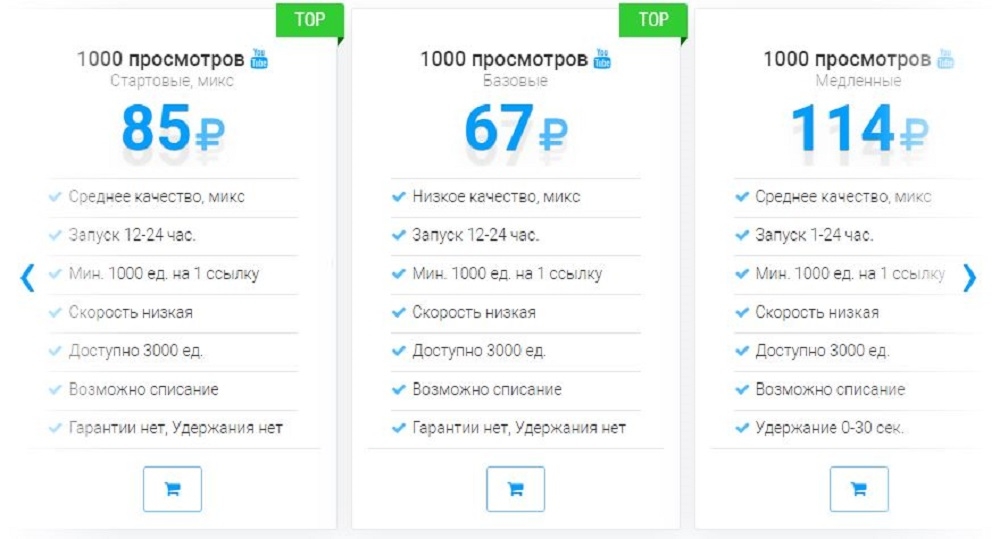 TOP
1000 просмотров You Tube
Стартовые, микс
85₽
Среднее качество, микс
Запуск 12-24 час.
Мин. 1000 ед. на 1 ссылку
Скорость низкая
Доступно 3000 ед.
Возможно списание
Гарантии нет, Удержания нет
TOP
1000 просмотров You Tube
Базовые
67₽
Низкое качество, микс
Запуск 12-24 час.
Мин. 1000 ед. на 1 ссылку
Скорость низкая
Доступно 3000 ед.
Возможно списание
Гарантии нет, Удержания нет
1000 просмотров You Tube
Медленные
114₽
Среднее качество, микс
Запуск 1-24 час.
Мин. 1000 ед. на 1 ссылку
Скорость низкая
Доступно 3000 ед.
Возможно списание
Удержание 0-30 сек.